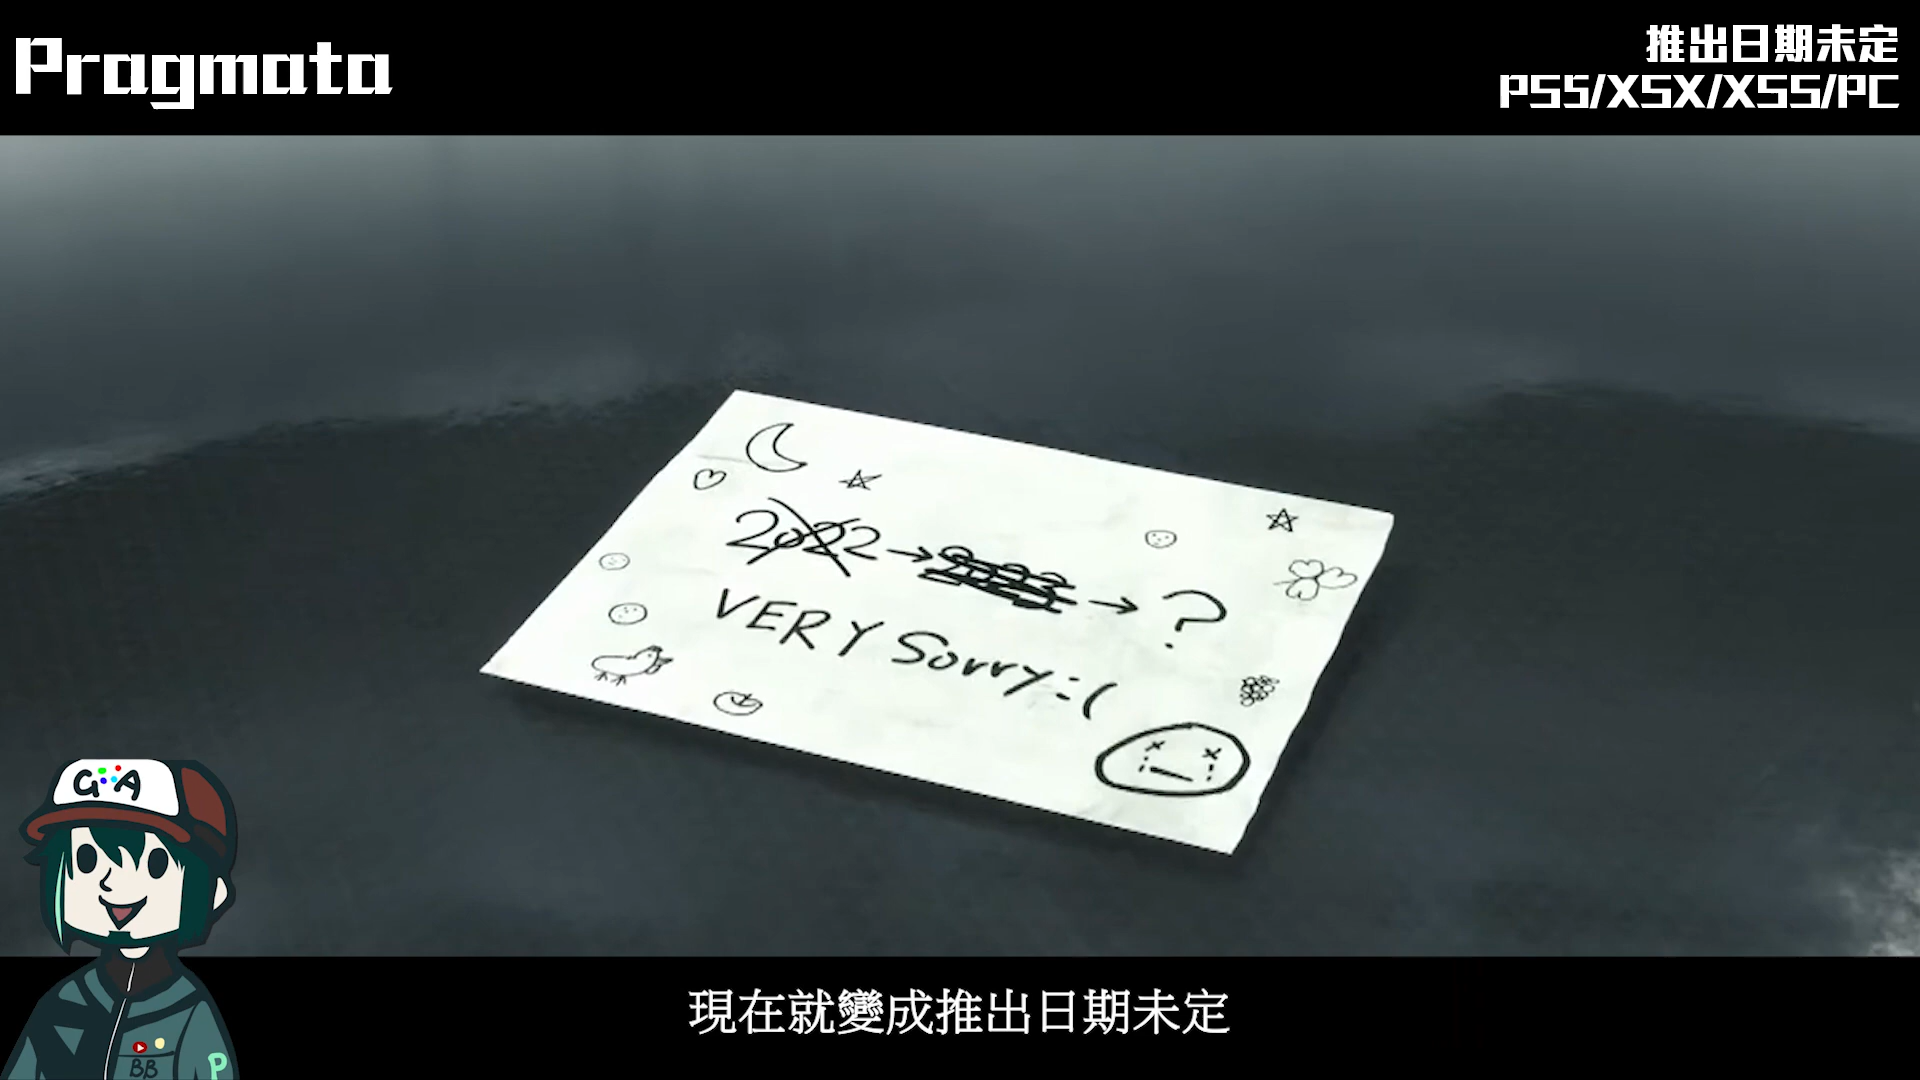 Pragmata
推出日期未定
PS5/XSX/XSS/PC
2022→2023→?
VERY Sorry:(
G A
BB
P
現在就變成推出日期未定